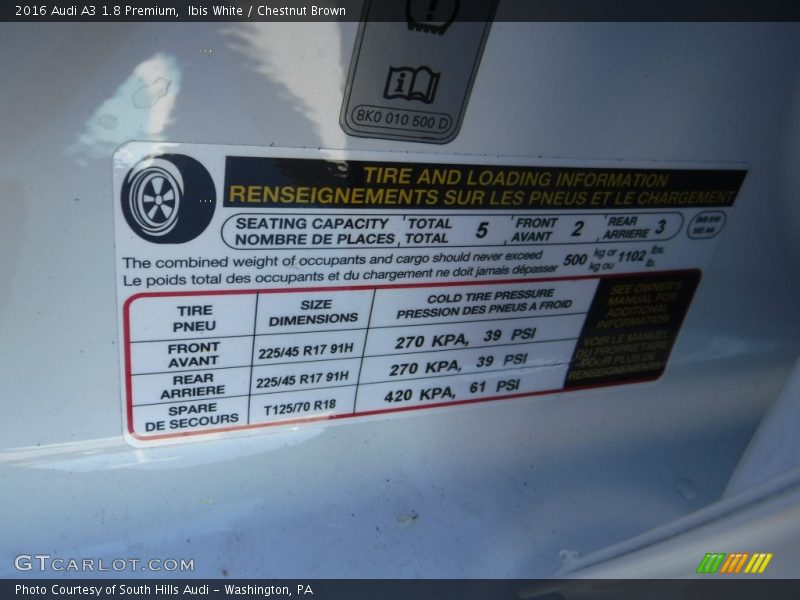 2016 Audi A3 1.8 Premium, Ibis White / Chestnut Brown
8K0 010 500 D
TIRE AND LOADING INFORMATION
RENSEIGNEMENTS SUR LES PNEUS ET LE CHARGEMENT
SEATING CAPACITY TOTAL 5 FRONT 2 REAR 3
NOMBRE DE PLACES TOTAL AVANT ARRIERE
The combined weight of occupants and cargo should never exceed 500 kg or 1102 lbs.
Le poids total des occupants et du chargement ne doit jamais dépasser kg ou lb.
TIRE SIZE COLD TIRE PRESSURE
PNEU DIMENSIONS PRESSION DES PNEUS A FROID
FRONT
AVANT 225/45 R17 91H 270 KPA, 39 PSI
REAR
ARRIERE 225/45 R17 91H 270 KPA, 39 PSI
SPARE
DE SECOURS T125/70 R18 420 KPA, 61 PSI
SEE OWNER'S
MANUAL FOR
ADDITIONAL
INFORMATION
VOIR LE MANUEL
DU PROPRIETAIRE
POUR PLUS DE
RENSEIGNEMENTS
GTCARLOT.COM
Photo Courtesy of South Hills Audi - Washington, PA